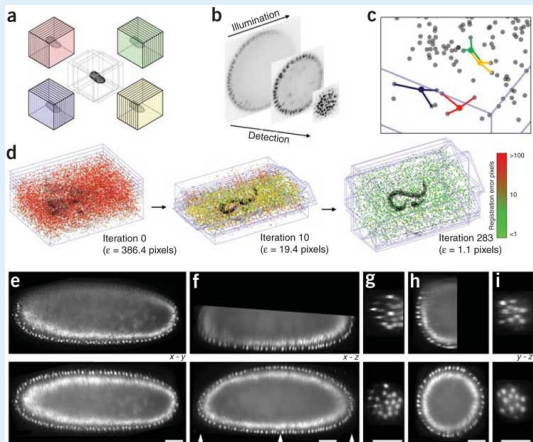 a
b
Illumination
Detection
c
d
Iteration 0
(ε = 386.4 pixels)
Iteration 10
(ε = 19.4 pixels)
Iteration 283
(ε = 1.1 pixels)
>100
10
<1
Registration error pixels
e
f
g
h
i
x - y
x - z
y - z